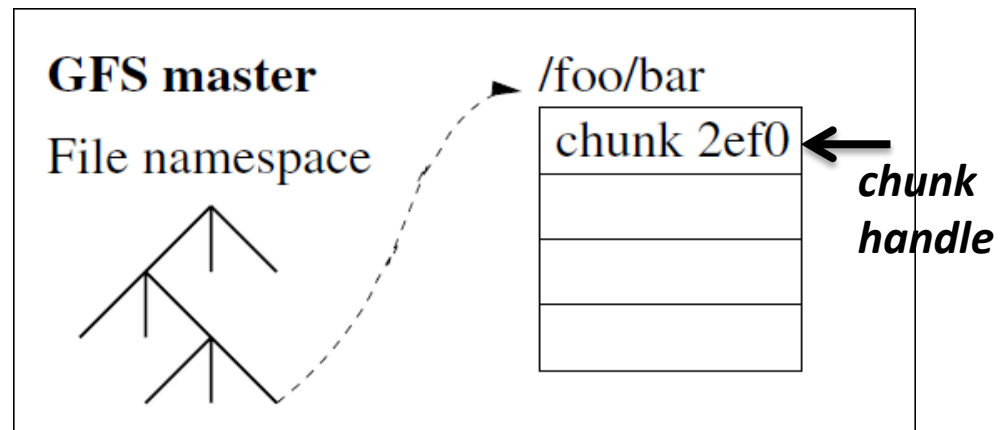 GFS master
File namespace
/foo/bar
chunk 2ef0
chunk
handle